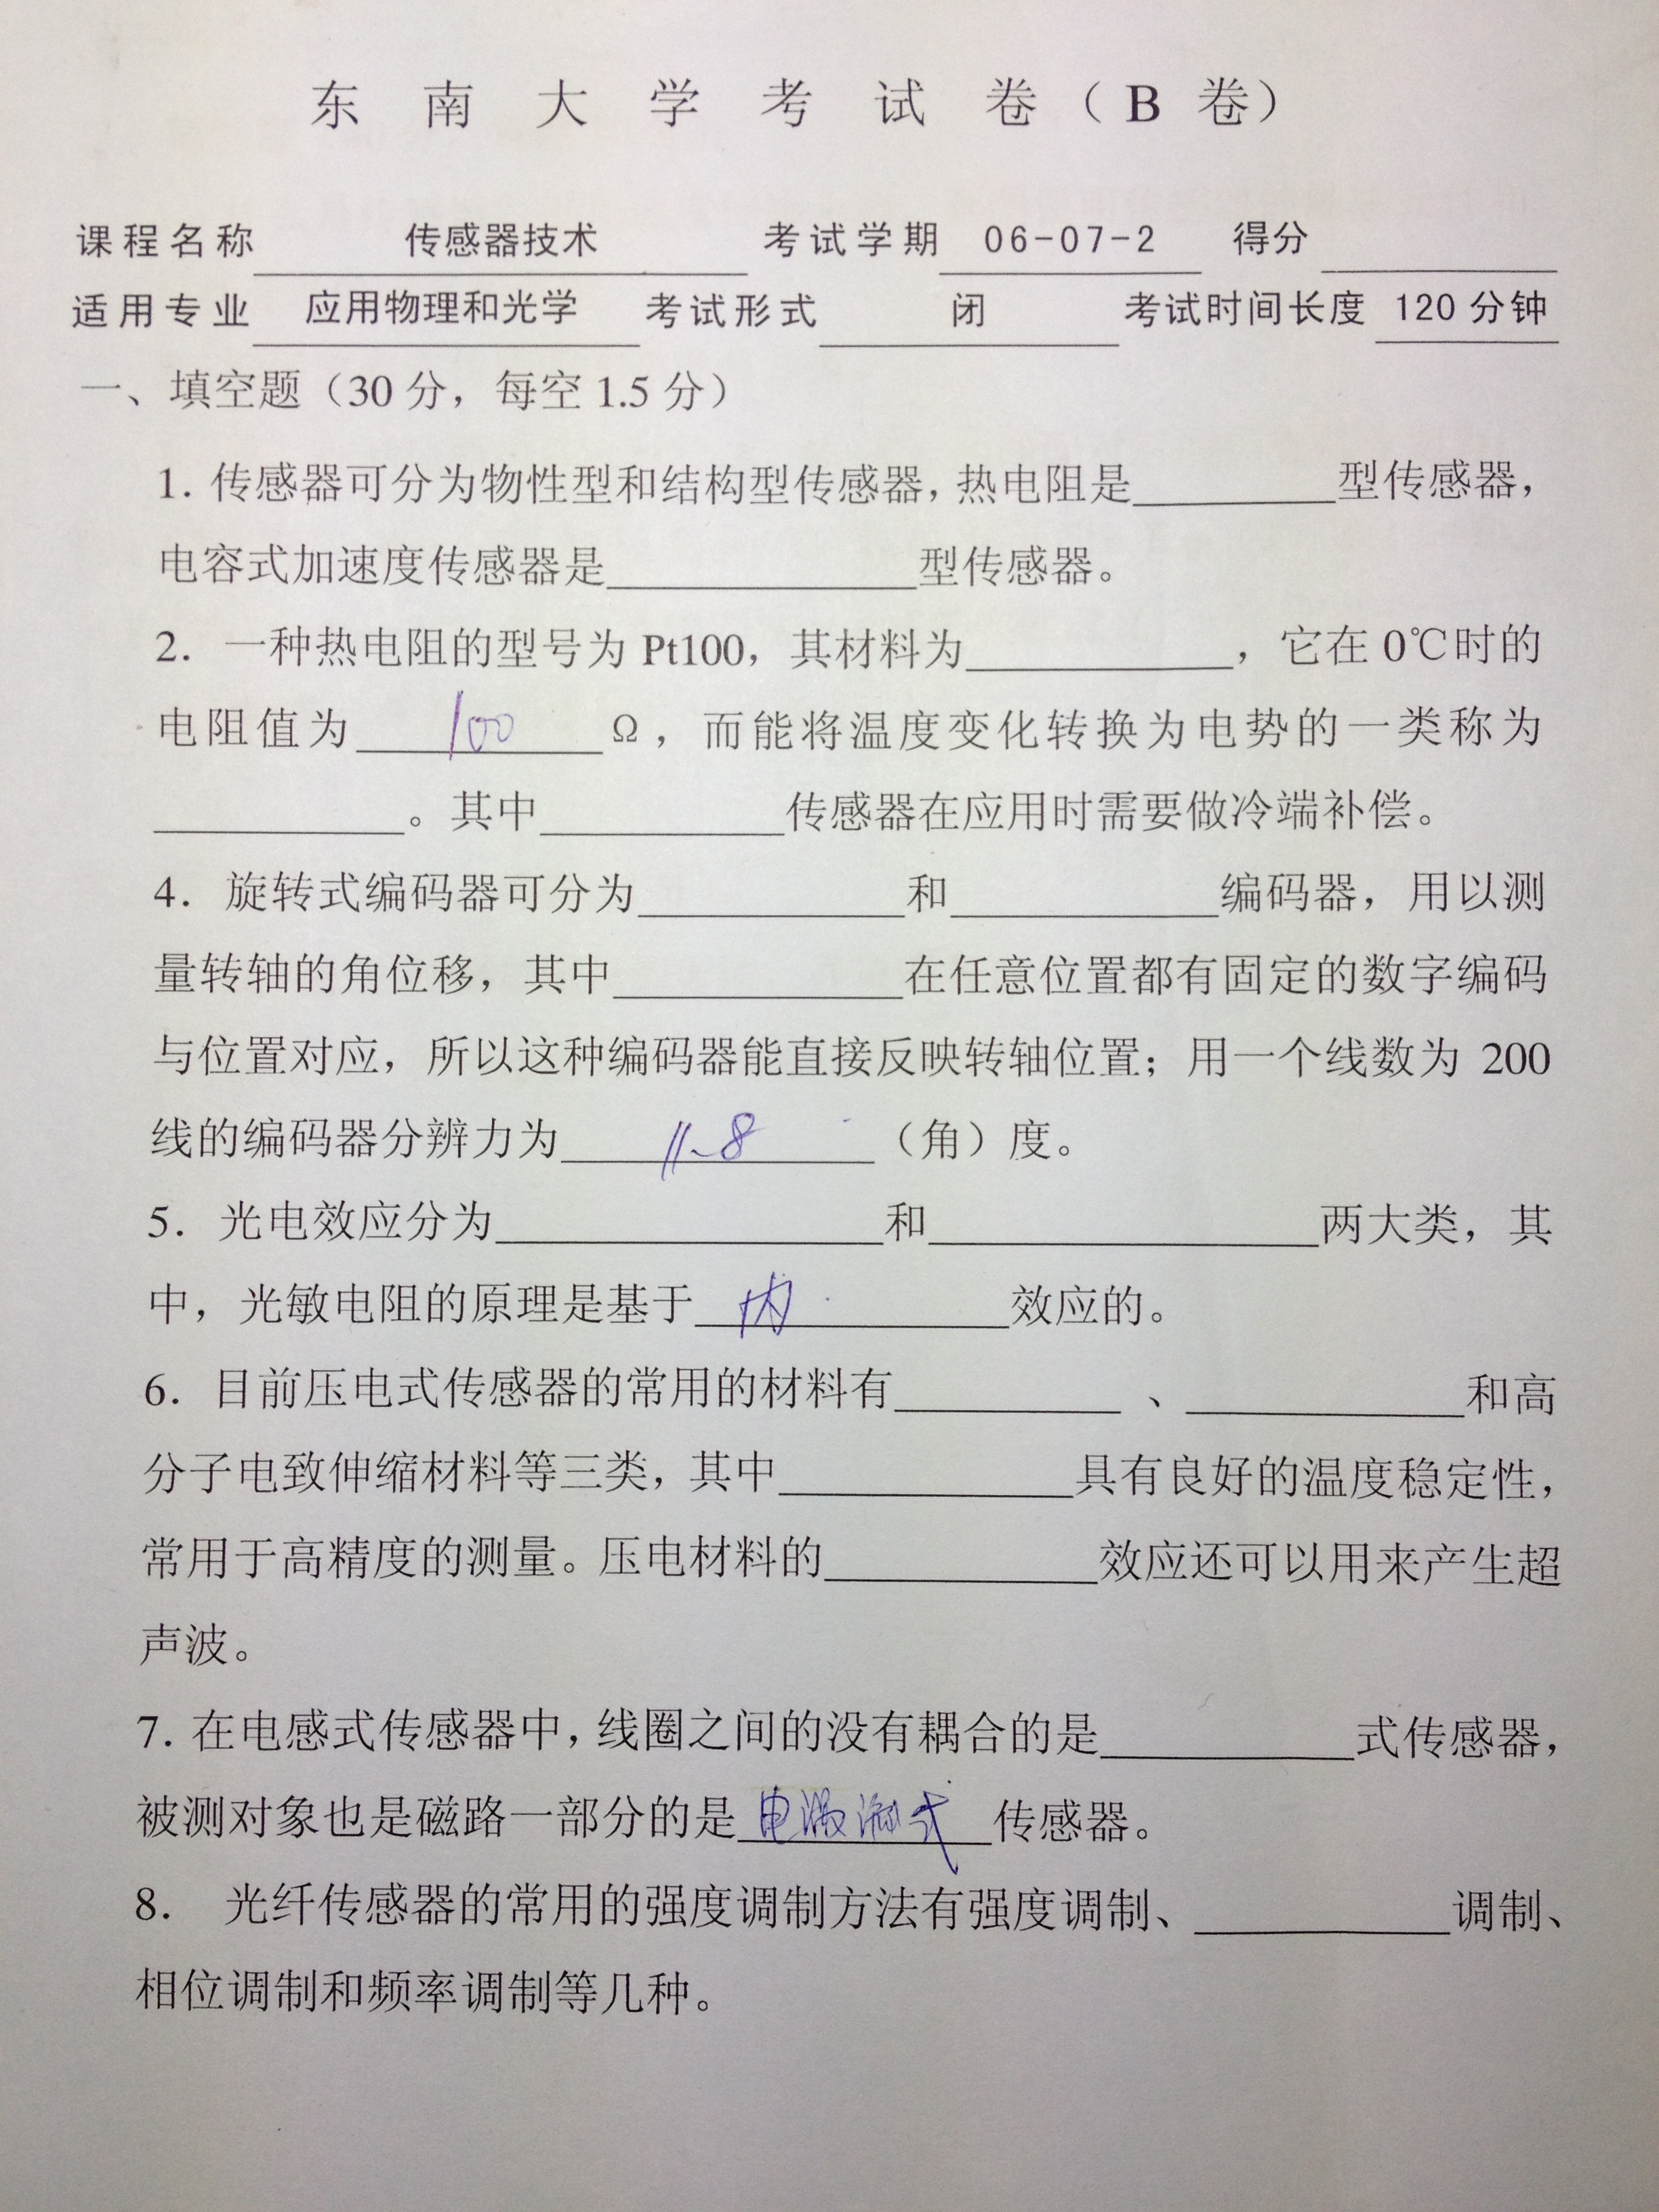 东南大学考试卷（B 卷）
课程名称 传感器技术 考试学期 06-07-2 得分
适用专业 应用物理和光学 考试形式 闭 考试时间长度 120 分钟
一、填空题（30 分，每空 1.5 分）
1. 传感器可分为物性型和结构型传感器，热电阻是__________型传感器，
电容式加速度传感器是__________型传感器。
2. 一种热电阻的型号为 Pt100，其材料为__________，它在 0℃时的
电阻值为 100 Ω，而能将温度变化转换为电势的一类称为
__________。其中__________传感器在应用时需要做冷端补偿。
4. 旋转式编码器可分为__________和__________编码器，用以测
量转轴的角位移，其中__________在任意位置都有固定的数字编码
与位置对应，所以这种编码器能直接反映转轴位置；用一个线数为 200
线的编码器分辨力为 1.8 （角）度。
5. 光电效应分为__________和__________两大类，其
中，光敏电阻的原理是基于 内 效应的。
6. 目前压电式传感器的常用的材料有__________、__________和高
分子电致伸缩材料等三类，其中__________具有良好的温度稳定性，
常用于高精度的测量。压电材料的__________效应还可以用来产生超
声波。
7. 在电感式传感器中，线圈之间的没有耦合的是__________式传感器，
被测对象也是磁路一部分的是 电涡流式 传感器。
8. 光纤传感器的常用的强度调制方法有强度调制、__________调制、
相位调制和频率调制等几种。